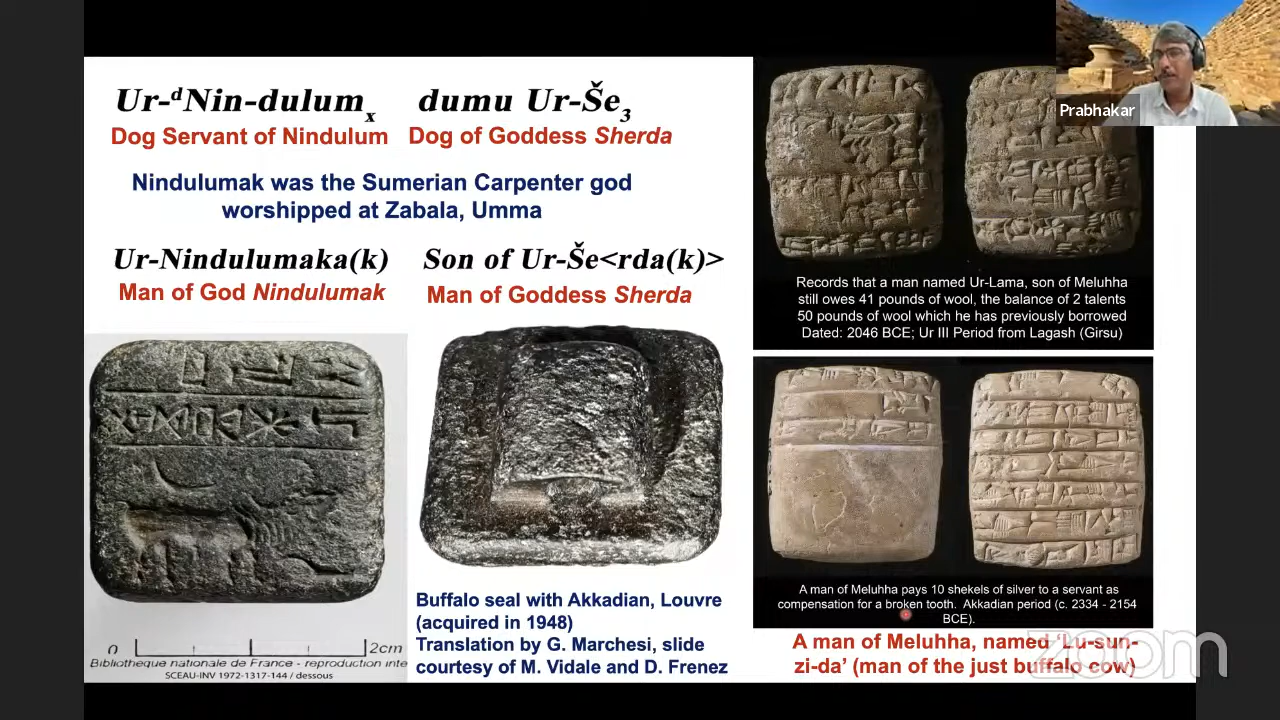 Ur-ᵈNin-dulumₓ dumu Ur-Še₃
Dog Servant of Nindulum Dog of Goddess Sherda
Nindulumak was the Sumerian Carpenter god
worshipped at Zabala, Umma
Ur-Nindulumaka(k) Son of Ur-Še<rda(k)>
Man of God Nindulumak Man of Goddess Sherda
0 2cm
Bibliothèque nationale de France - reproduction inte
SCEAU-INV 1972-1317-144 / dessous
Buffalo seal with Akkadian, Louvre
(acquired in 1948)
Translation by G. Marchesi, slide
courtesy of M. Vidale and D. Frenez
Prabhakar
Records that a man named Ur-Lama, son of Meluhha
still owes 41 pounds of wool, the balance of 2 talents
50 pounds of wool which he has previously borrowed
Dated: 2046 BCE; Ur III Period from Lagash (Girsu)
A man of Meluhha pays 10 shekels of silver to a servant as
compensation for a broken tooth. Akkadian period (c. 2334 - 2154
BCE).
A man of Meluhha, named 'Lu-sun-
zi-da' (man of the just buffalo cow)
zoom